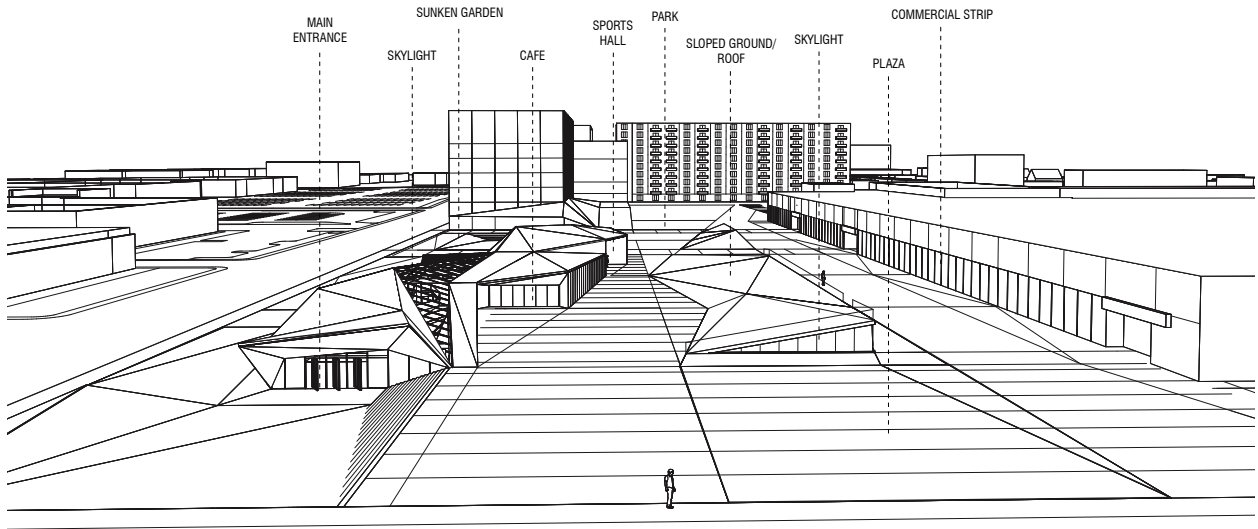 MAIN
ENTRANCE
SKYLIGHT
SUNKEN GARDEN
CAFE
SPORTS
HALL
PARK
SLOPED GROUND/
ROOF
SKYLIGHT
PLAZA
COMMERCIAL STRIP